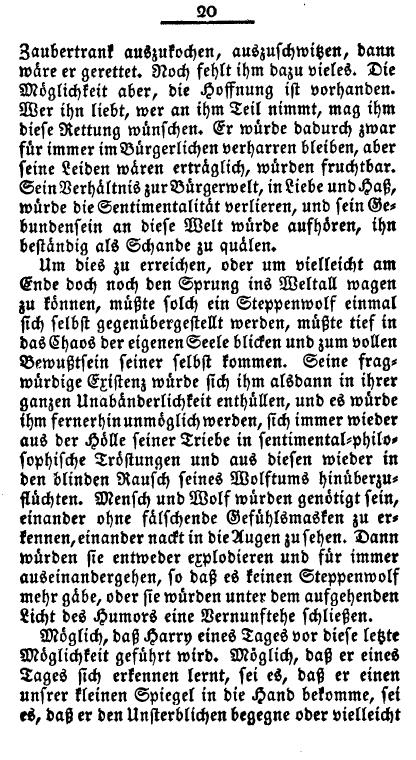 20
Zaubertrank auszukochen, auszuschwitzen, dann
wäre er gerettet. Noch fehlt ihm dazu vieles. Die
Möglichkeit aber, die Hoffnung ist vorhanden.
Wer ihn liebt, wer an ihm Teil nimmt, mag ihm
diese Rettung wünschen. Er würde dadurch zwar
für immer im Bürgerlichen verharren bleiben, aber
seine Leiden wären erträglich, würden fruchtbar.
Sein Verhältnis zur Bürgerwelt, in Liebe und Haß,
würde die Sentimentalität verlieren, und sein Ge-
bundensein an diese Welt würde aufhören, ihn
beständig als Schande zu quälen.
Um dies zu erreichen, oder um vielleicht am
Ende doch noch den Sprung ins Weltall wagen
zu können, müßte solch ein Steppenwolf einmal
sich selbst gegenübergestellt werden, müßte tief in
das Chaos der eigenen Seele blicken und zum vollen
Bewußtsein seiner selbst kommen. Seine frag-
würdige Existenz würde sich ihm alsdann in ihrer
ganzen Unabänderlichkeit enthüllen, und es würde
ihm fernerhin unmöglich werden, sich immer wieder
aus der Hölle seiner Triebe in sentimental-philo-
sophische Tröstungen und aus diesen wieder in
den blinden Rausch seines Wolftums hinüberzu-
flüchten. Mensch und Wolf würden genötigt sein,
einander ohne fälschende Gefühlsmasken zu er-
kennen, einander nackt in die Augen zu sehen. Dann
würden sie entweder explodieren und für immer
auseinandergehen, so daß es keinen Steppenwolf
mehr gäbe, oder sie würden unter dem aufgehenden
Licht des Humors eine Vernunftehe schließen.
Möglich, daß Harry eines Tages vor diese letzte
Möglichkeit geführt wird. Möglich, daß er eines
Tages sich erkennen lernt, sei es, daß er einen
unsrer kleinen Spiegel in die Hand bekomme, sei
es, daß er den Unsterblichen begegne oder vielleicht